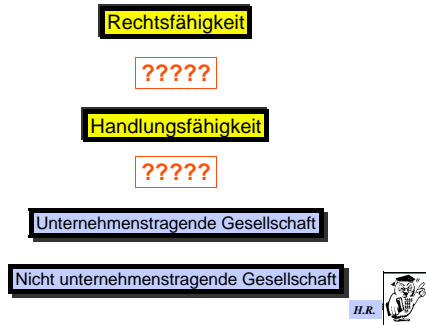 Rechtsfähigkeit
?????
Handlungsfähigkeit
?????
Unternehmenstragende Gesellschaft
Nicht unternehmenstragende Gesellschaft
H.R.